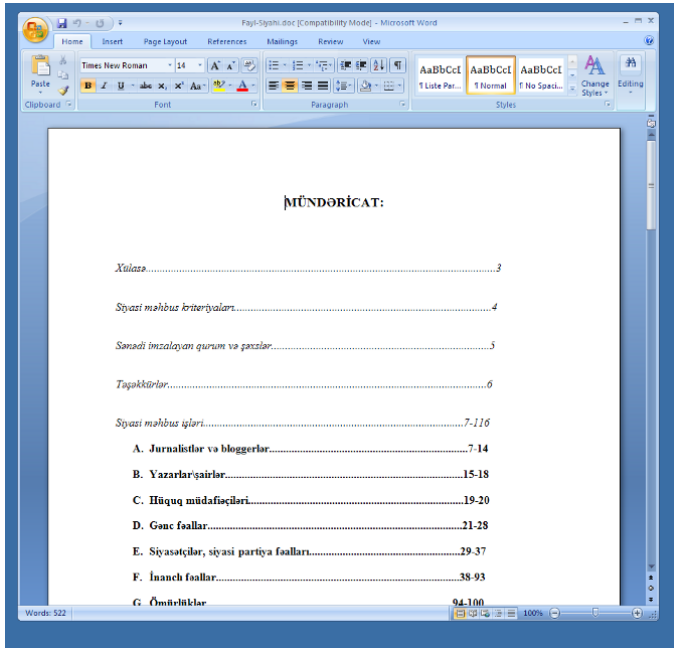 Fayl-Siyahi.doc [Compatibility Mode] - Microsoft Word
Home Insert Page Layout References Mailings Review View
Paste
Times New Roman 14
AaBbCcI AaBbCcI AaBbCcI
¶ Liste Par... ¶ Normal ¶ No Spaci...
Change Styles
Editing
Clipboard Font Paragraph Styles
MÜNDƏRİCAT:
Xülasə....................3
Siyasi məhbus kriteriyaları....................4
Sənədi imzalayan qurum və şəxslər....................5
Təşəkkürlər....................6
Siyasi məhbus işləri....................7-116
A. Jurnalistlər və bloggerlər....................7-14
B. Yazarlar\şairlər....................15-18
C. Hüquq müdafiəçiləri....................19-20
D. Gənc fəallar....................21-28
E. Siyasətçilər, siyasi partiya fəalları....................29-37
F. İnanch fəallar....................38-93
G Ömürlüklər....................94-100
Words: 522
100%